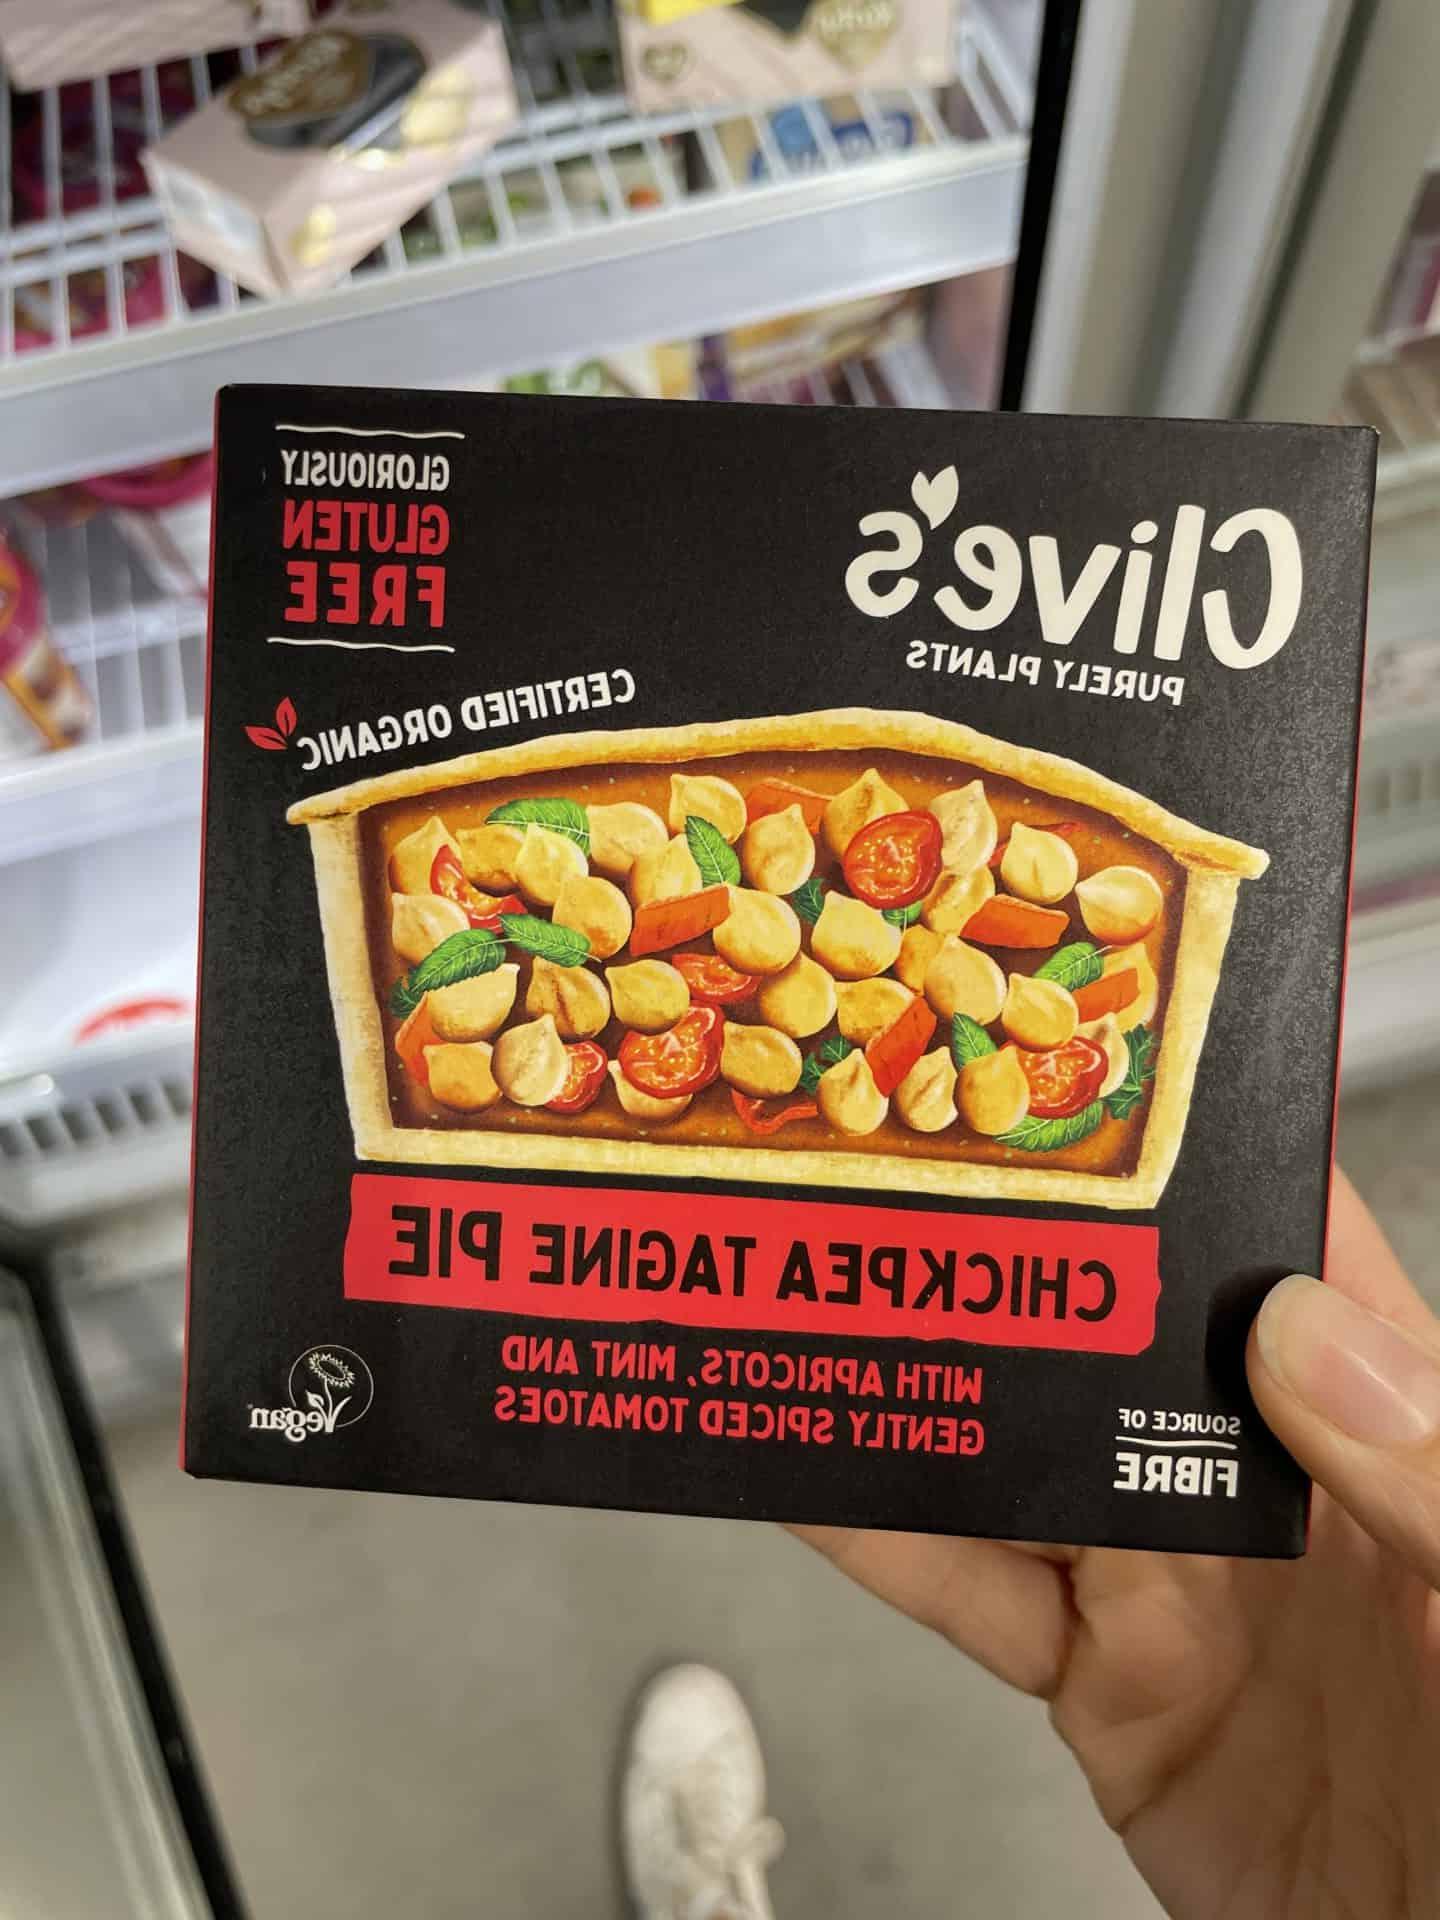 Clive's
PURELY PLANTS
GLORIOUSLY
GLUTEN
FREE
CERTIFIED ORGANIC
CHICKPEA TAGINE PIE
WITH APRICOTS, MINT AND
GENTLY SPICED TOMATOES
SOURCE OF
FIBRE
Vegan